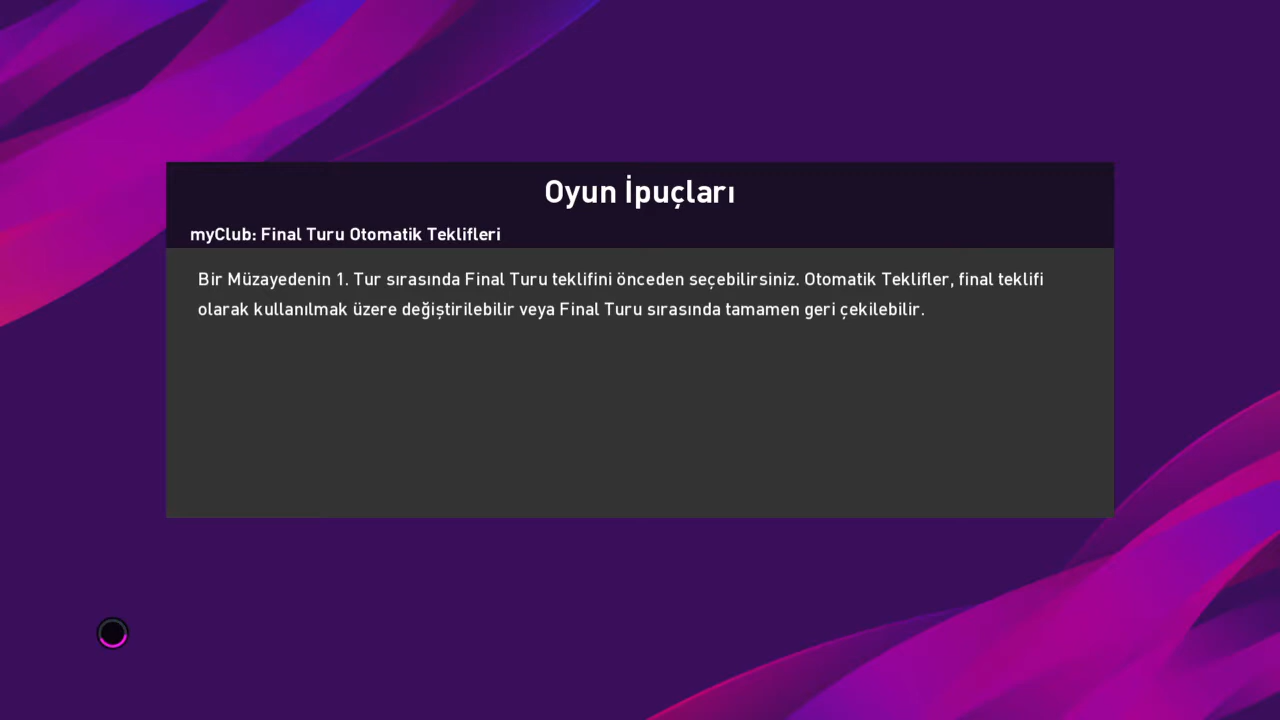 Oyun İpuçları
myClub: Final Turu Otomatik Teklifleri
Bir Müzayedenin 1. Tur sırasında Final Turu teklifini önceden seçebilirsiniz. Otomatik Teklifler, final teklifi
olarak kullanılmak üzere değiştirilebilir veya Final Turu sırasında tamamen geri çekilebilir.